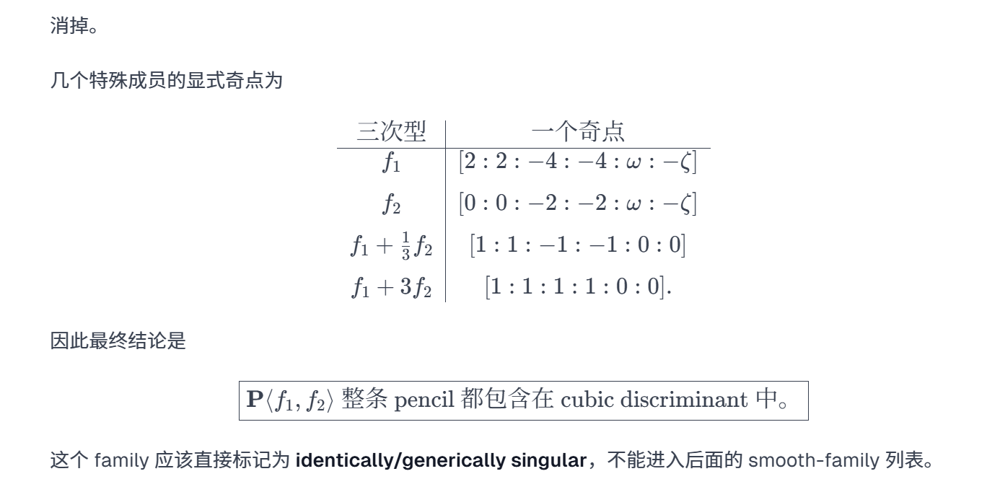 消掉。
几个特殊成员的显式奇点为
三次型 一个奇点
f₁ [2 : 2 : −4 : −4 : ω : −ζ]
f₂ [0 : 0 : −2 : −2 : ω : −ζ]
f₁ + 1/3 f₂ [1 : 1 : −1 : −1 : 0 : 0]
f₁ + 3f₂ [1 : 1 : 1 : 1 : 0 : 0].
因此最终结论是
P⟨f₁, f₂⟩ 整条 pencil 都包含在 cubic discriminant 中。
这个 family 应该直接标记为 identically/generically singular，不能进入后面的 smooth-family 列表。